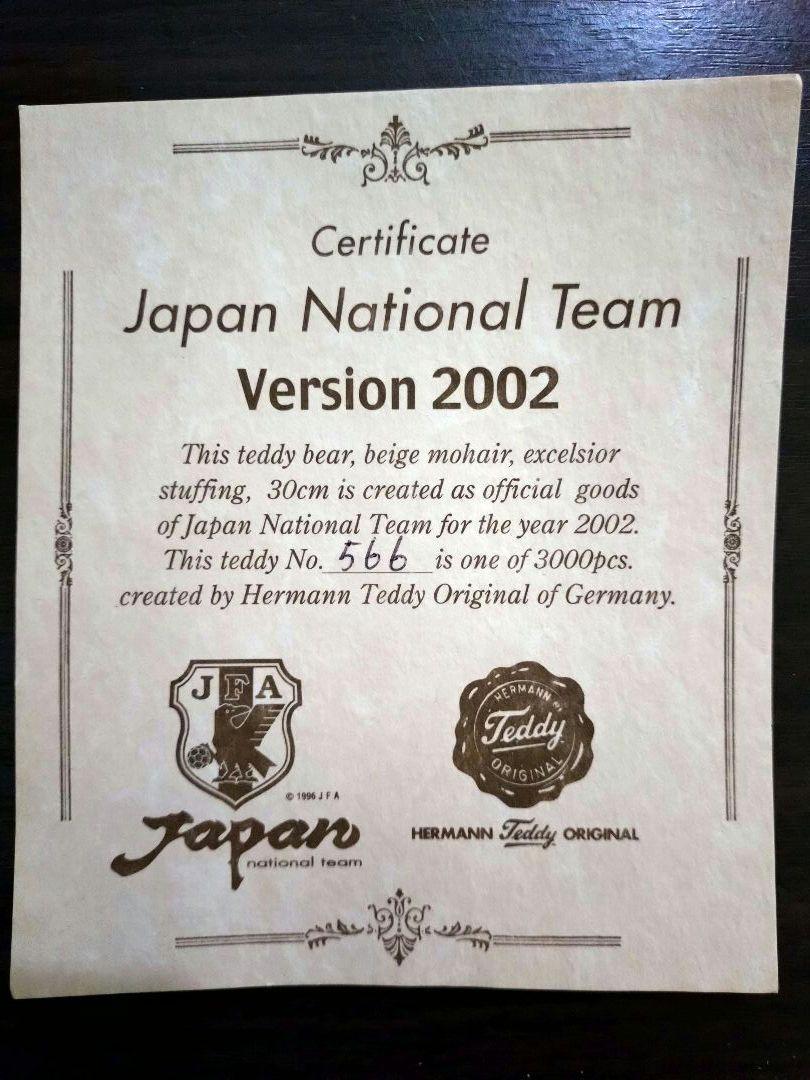 Certificate
Japan National Team
Version 2002
This teddy bear, beige mohair, excelsior
stuffing, 30cm is created as official goods
of Japan National Team for the year 2002.
This teddy No. 566 is one of 3000pcs.
created by Hermann Teddy Original of Germany.
JFA
© 1996 J F A
Japan
national team
HERMANN
Teddy
ORIGINAL
HERMANN Teddy ORIGINAL